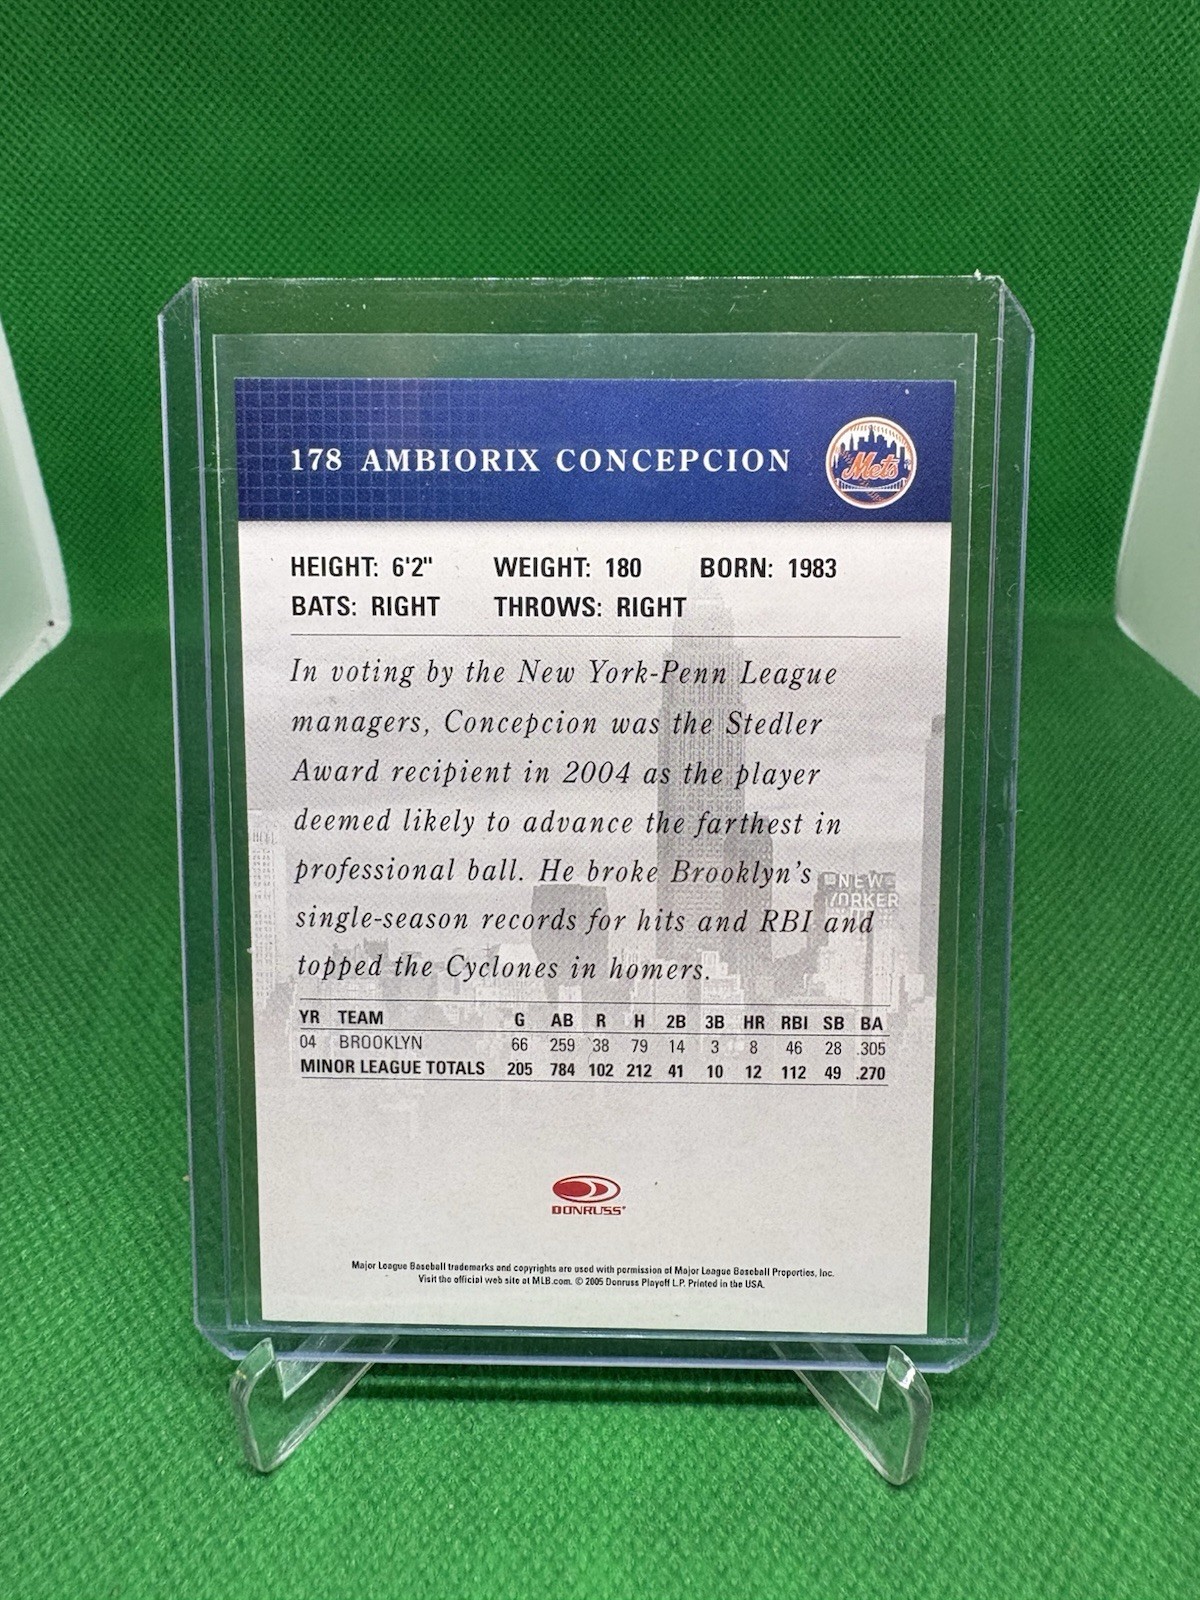 178 AMBIORIX CONCEPCION
Mets
HEIGHT: 6'2" WEIGHT: 180 BORN: 1983
BATS: RIGHT THROWS: RIGHT
In voting by the New York-Penn League
managers, Concepcion was the Stedler
Award recipient in 2004 as the player
deemed likely to advance the farthest in
professional ball. He broke Brooklyn's
NEW
YORKER
single-season records for hits and RBI and
topped the Cyclones in homers.
YR TEAM G AB R H 2B 3B HR RBI SB BA
04 BROOKLYN 66 259 38 79 14 3 8 46 28 .305
MINOR LEAGUE TOTALS 205 784 102 212 41 10 12 112 49 .270
DONRUSS
Major League Baseball trademarks and copyrights are used with permission of Major League Baseball Properties, Inc.
Visit the official web site at MLB.com. © 2005 Donruss Playoff L.P. Printed in the USA.